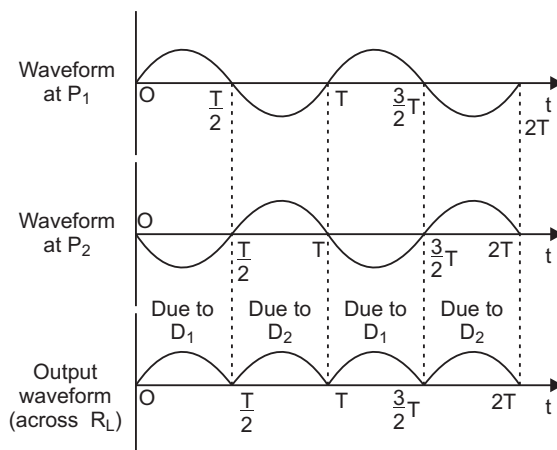 Waveform
at P₁
O
T/2
T
3/2 T
2T
t
Waveform
at P₂
O
T/2
T
3/2 T
2T
t
Due to
D₁
Due to
D₂
Due to
D₁
Due to
D₂
Output
waveform
(across R_L)
O
T/2
T
3/2 T
2T
t